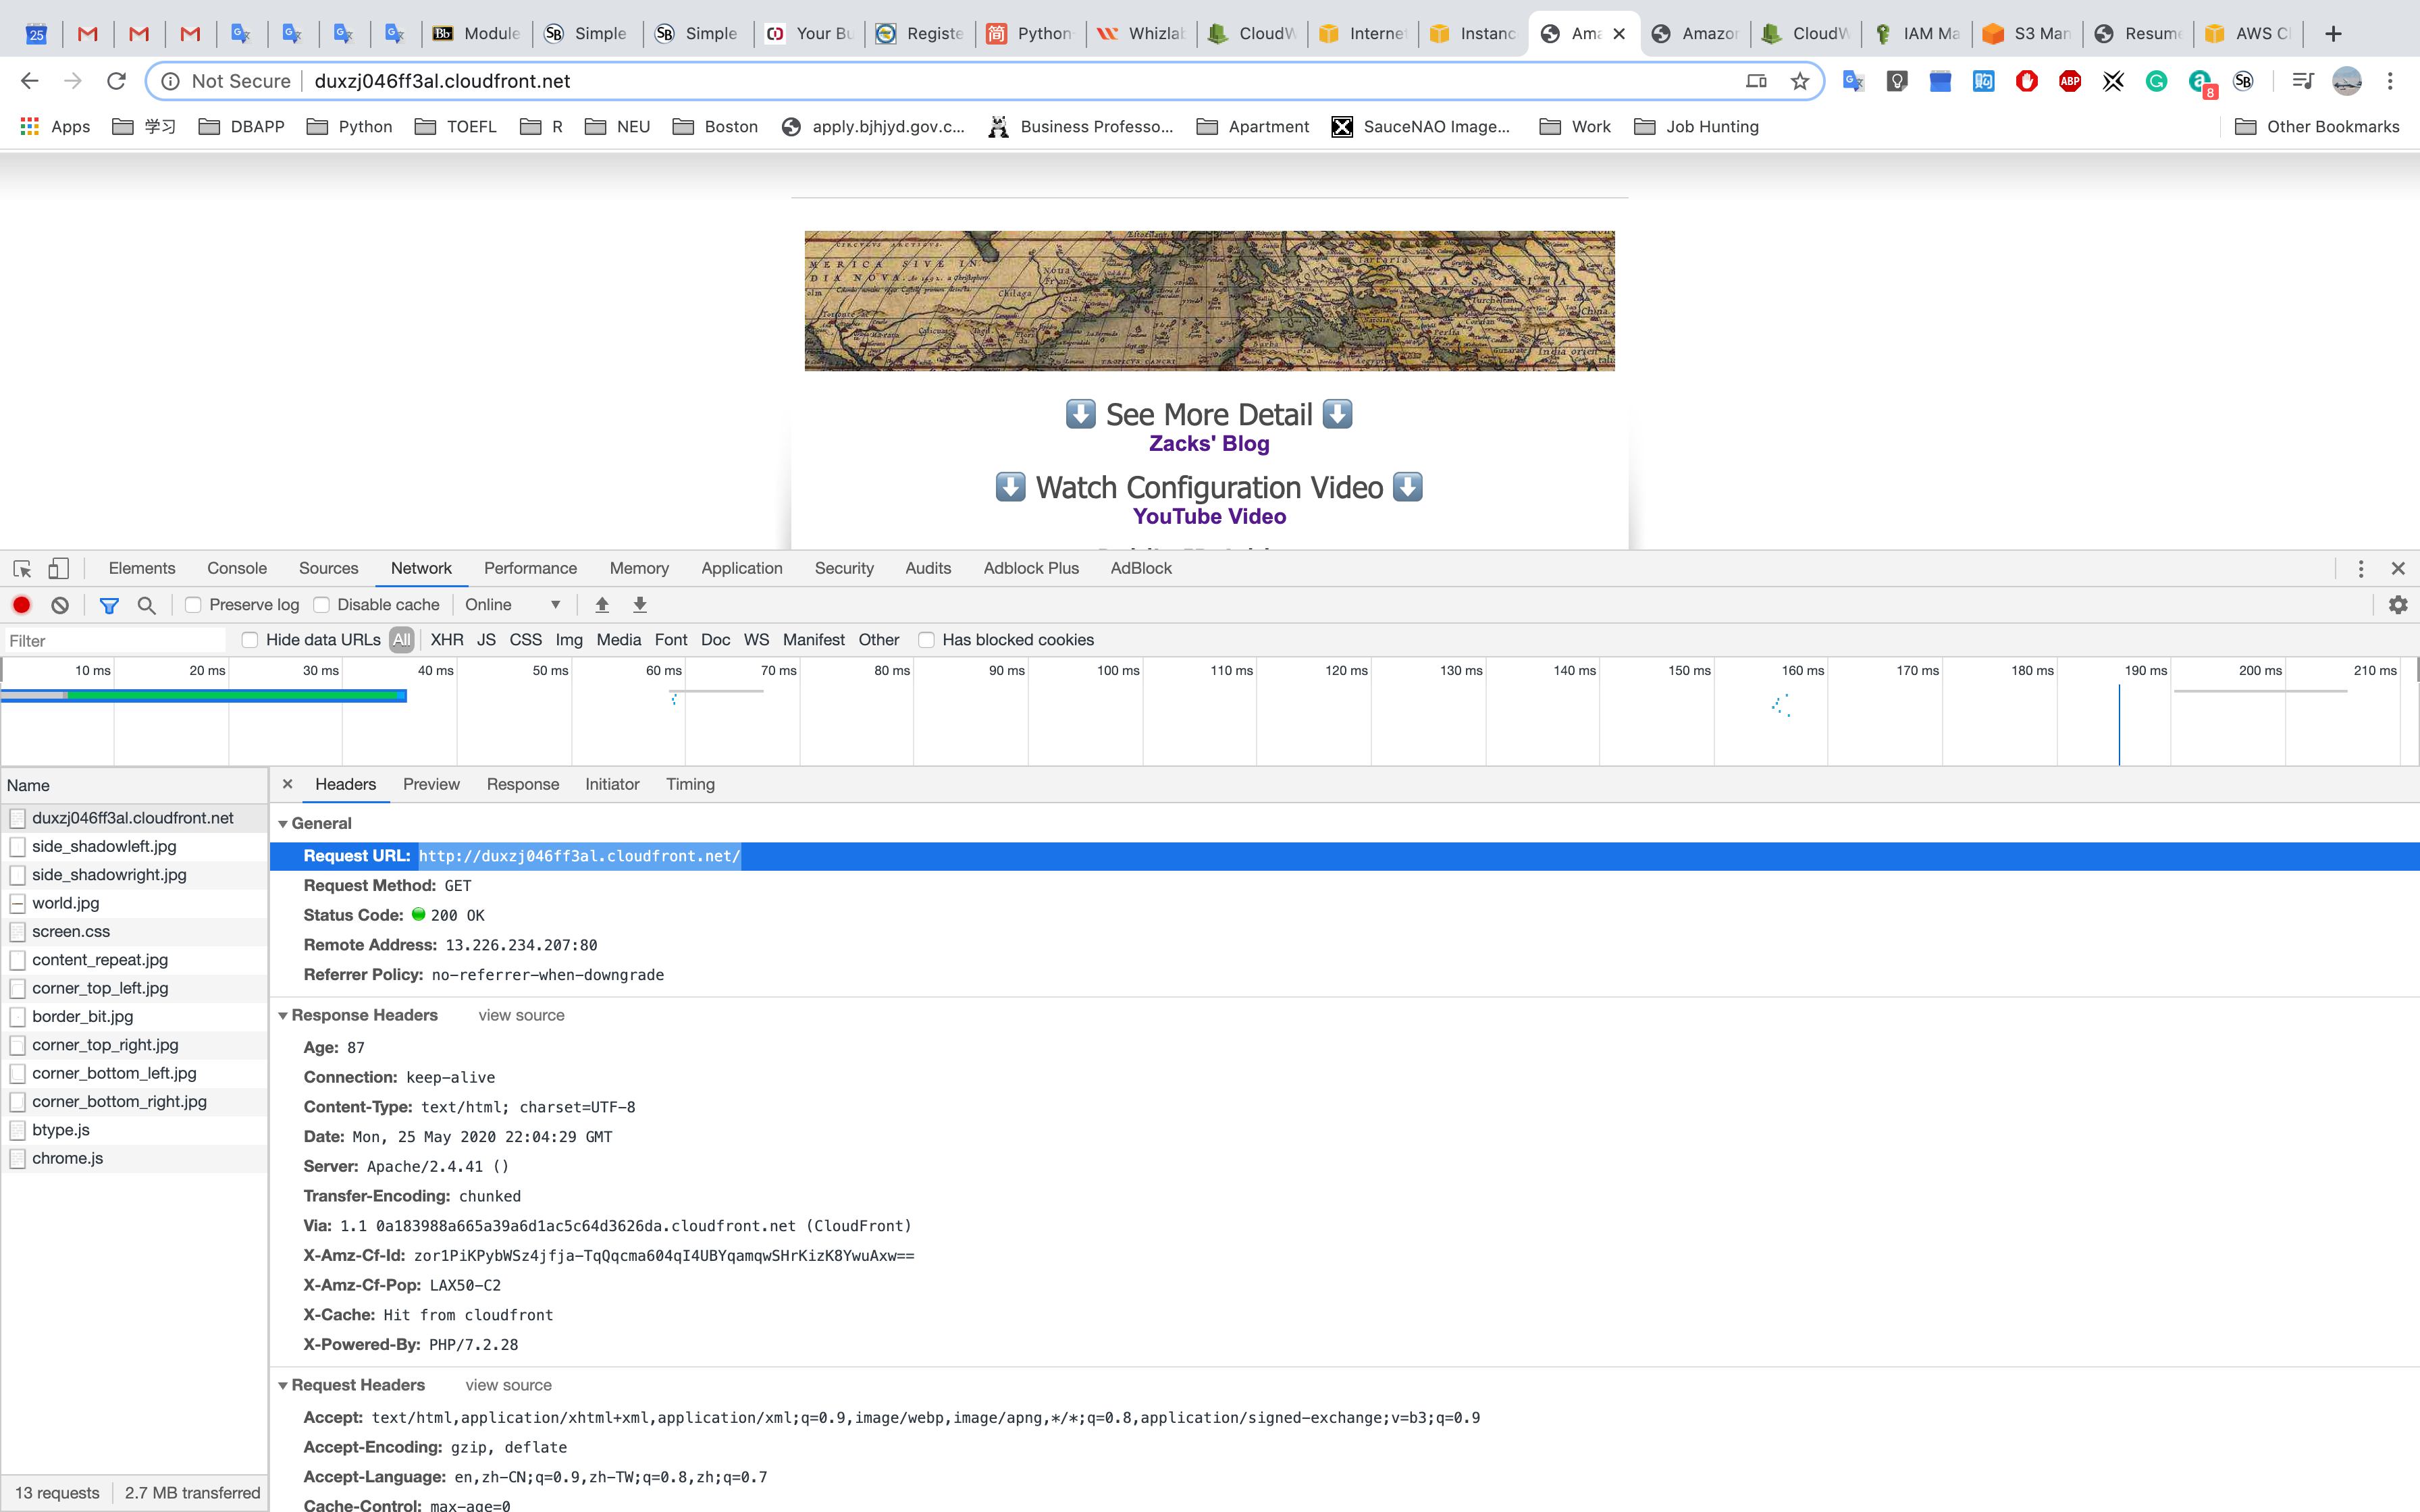 25 Module Simple Simple Your Bu Registe Python Whizlab CloudW Internet Instanc Ama Amazon CloudW IAM Ma S3 Man Resume AWS Cl
Not Secure duxzj046ff3al.cloudfront.net
Apps 学习 DBAPP Python TOEFL R NEU Boston apply.bjhjyd.gov.c... Business Professo... Apartment SauceNAO Image... Work Job Hunting Other Bookmarks
⬇️ See More Detail ⬇️
Zacks' Blog
⬇️ Watch Configuration Video ⬇️
YouTube Video
Elements Console Sources Network Performance Memory Application Security Audits Adblock Plus AdBlock
Preserve log Disable cache Online
Filter Hide data URLs All XHR JS CSS Img Media Font Doc WS Manifest Other Has blocked cookies
10 ms 20 ms 30 ms 40 ms 50 ms 60 ms 70 ms 80 ms 90 ms 100 ms 110 ms 120 ms 130 ms 140 ms 150 ms 160 ms 170 ms 180 ms 190 ms 200 ms 210 ms
Name
duxzj046ff3al.cloudfront.net
side_shadowleft.jpg
side_shadowright.jpg
world.jpg
screen.css
content_repeat.jpg
corner_top_left.jpg
border_bit.jpg
corner_top_right.jpg
corner_bottom_left.jpg
corner_bottom_right.jpg
btype.js
chrome.js
13 requests 2.7 MB transferred
Headers Preview Response Initiator Timing
General
Request URL: http://duxzj046ff3al.cloudfront.net/
Request Method: GET
Status Code: 200 OK
Remote Address: 13.226.234.207:80
Referrer Policy: no-referrer-when-downgrade
Response Headers view source
Age: 87
Connection: keep-alive
Content-Type: text/html; charset=UTF-8
Date: Mon, 25 May 2020 22:04:29 GMT
Server: Apache/2.4.41 ()
Transfer-Encoding: chunked
Via: 1.1 0a183988a665a39a6d1ac5c64d3626da.cloudfront.net (CloudFront)
X-Amz-Cf-Id: zor1PiKPybWSz4jfja-TqQqcma604qI4UBYqamqwSHrKizK8YwuAxw==
X-Amz-Cf-Pop: LAX50-C2
X-Cache: Hit from cloudfront
X-Powered-By: PHP/7.2.28
Request Headers view source
Accept: text/html,application/xhtml+xml,application/xml;q=0.9,image/webp,image/apng,*/*;q=0.8,application/signed-exchange;v=b3;q=0.9
Accept-Encoding: gzip, deflate
Accept-Language: en,zh-CN;q=0.9,zh-TW;q=0.8,zh;q=0.7
Cache-Control: max-age=0